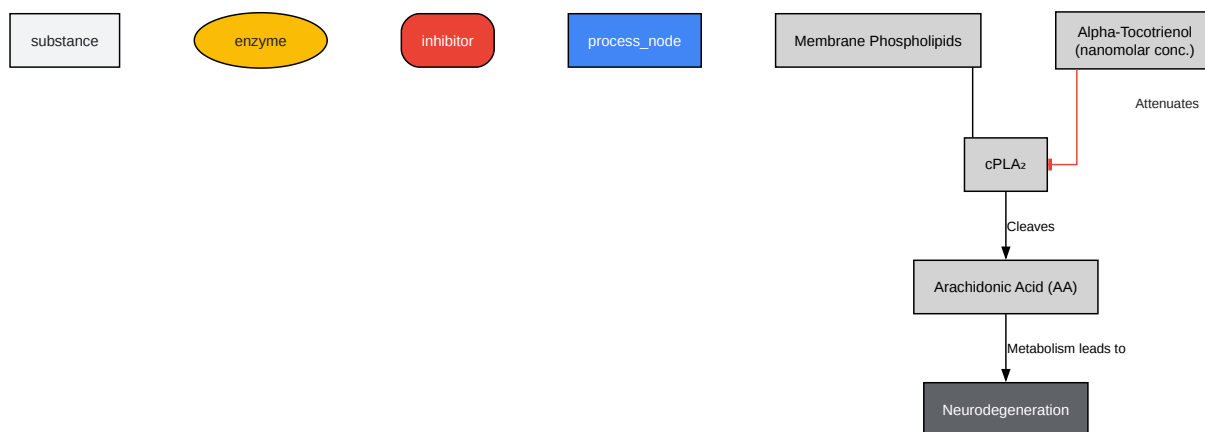 substance
enzyme
inhibitor
process_node
Membrane Phospholipids
Alpha-Tocotrienol
(nanomolar conc.)
Attenuates
cPLA₂
Cleaves
Arachidonic Acid (AA)
Metabolism leads to
Neurodegeneration